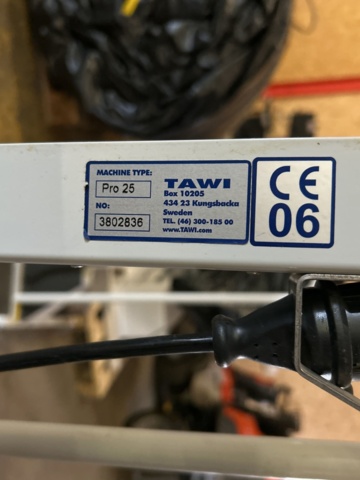 MACHINE TYPE:
Pro 25
NO:
3802836
TAWI
Box 10205
434 23 Kungsbacka
Sweden
TEL. (46) 300-185 00
www.TAWI.com
CE
06